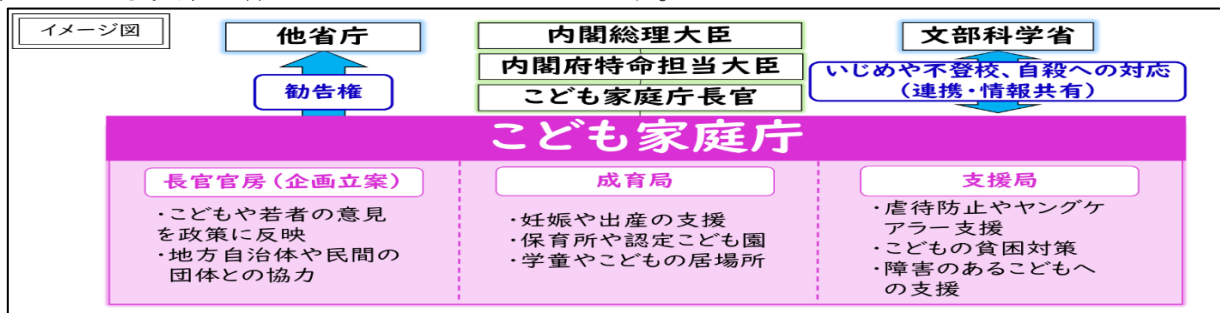 イメージ図
他省庁
勧告権
内閣総理大臣
内閣府特命担当大臣
こども家庭庁長官
文部科学省
いじめや不登校、自殺への対応
(連携・情報共有)
こども家庭庁
長官官房(企画立案)
・こどもや若者の意見
を政策に反映
・地方自治体や民間の
団体との協力
成育局
・妊娠や出産の支援
・保育所や認定こども園
・学童やこどもの居場所
支援局
・虐待防止やヤングケ
アラー支援
・こどもの貧困対策
・障害のあるこどもへ
の支援